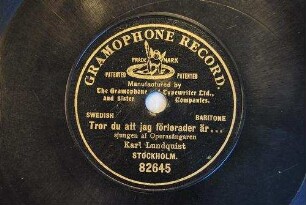 GRAMOPHONE RECORD
TRADE MARK
PATENTED PATENTED
Manufactured by
The Gramophone & Typewriter Ltd.,
and Sister Companies.
SWEDISH BARITONE
Tror du att jag förlorader är...
sjungen af Operasångaren
Karl Lundquist
STOCKHOLM.
82645